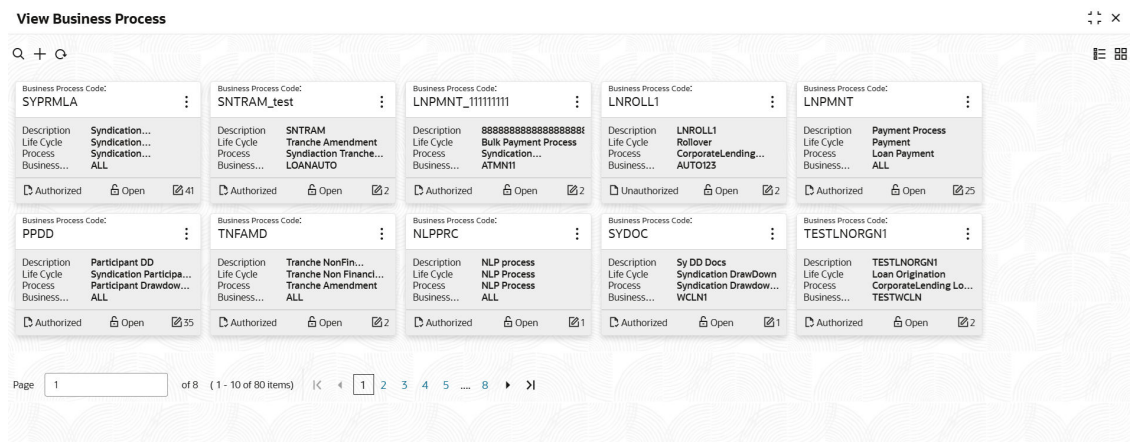 View Business Process
Business Process Code:
SYPRMLA
Description Syndication...
Life Cycle Syndication...
Process Syndication...
Business... ALL
Authorized Open 41
Business Process Code:
SNTRAM_test
Description SNTRAM
Life Cycle Tranche Amendment
Process Syndiaction Tranche...
Business... LOANAUTO
Authorized Open 2
Business Process Code:
LNPMNT_111111111
Description 8888888888888888888
Life Cycle Bulk Payment Process
Process Syndication...
Business... ATMN11
Authorized Open 2
Business Process Code:
LNROLL1
Description LNROLL1
Life Cycle Rollover
Process CorporateLending...
Business... AUTO123
Unauthorized Open 2
Business Process Code:
LNPMNT
Description Payment Process
Life Cycle Payment
Process Loan Payment
Business... ALL
Authorized Open 25
Business Process Code:
PPDD
Description Participant DD
Life Cycle Syndication Participa...
Process Participant Drawdow...
Business... ALL
Authorized Open 35
Business Process Code:
TNFAMD
Description Tranche NonFin...
Life Cycle Tranche Non Financi...
Process Tranche Amendment
Business... ALL
Authorized Open 2
Business Process Code:
NLPPRC
Description NLP process
Life Cycle NLP Process
Process NLP Process
Business... ALL
Authorized Open 1
Business Process Code:
SYDOC
Description Sy DD Docs
Life Cycle Syndication DrawDown
Process Syndication Drawdow...
Business... WCLN1
Authorized Open 1
Business Process Code:
TESTLNORGN1
Description TESTLNORGN1
Life Cycle Loan Origination
Process CorporateLending Lo...
Business... TESTWCLN
Authorized Open 2
Page 1 of 8 ( 1 - 10 of 80 items) 1 2 3 4 5 .... 8